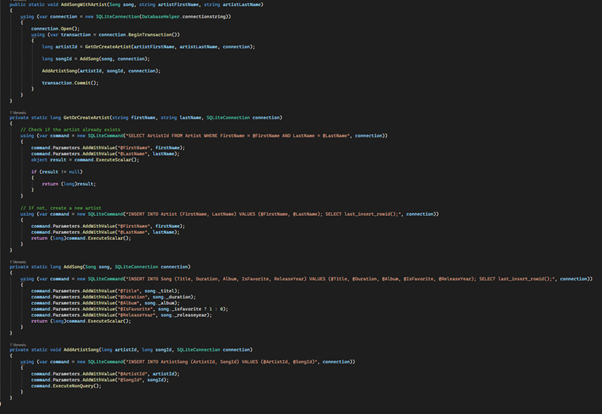 public static void AddSongWithArtist(Song song, string artistFirstName, string artistLastName)
{
using (var connection = new SQLiteConnection(DatabaseHelper.connectionstring))
{
connection.Open();
using (var transaction = connection.BeginTransaction())
{
long artistId = GetOrCreateArtist(artistFirstName, artistLastName, connection);
long songId = AddSong(song, connection);
AddArtistSong(artistId, songId, connection);
transaction.Commit();
}
}
}
private static long GetOrCreateArtist(string firstName, string lastName, SQLiteConnection connection)
{
// Check if the artist already exists
using (var command = new SQLiteCommand("SELECT ArtistId FROM Artist WHERE FirstName = @FirstName AND LastName = @LastName", connection))
{
command.Parameters.AddWithValue("@FirstName", firstName);
command.Parameters.AddWithValue("@LastName", lastName);
object result = command.ExecuteScalar();
if (result != null)
{
return (long)result;
}
}
// If not, create a new artist
using (var command = new SQLiteCommand("INSERT INTO Artist (FirstName, LastName) VALUES (@FirstName, @LastName); SELECT last_insert_rowid();", connection))
{
command.Parameters.AddWithValue("@FirstName", firstName);
command.Parameters.AddWithValue("@LastName", lastName);
return (long)command.ExecuteScalar();
}
}
private static long AddSong(Song song, SQLiteConnection connection)
{
using (var command = new SQLiteCommand("INSERT INTO Song (Title, Duration, Album, IsFavorite, ReleaseYear) VALUES (@Title, @Duration, @Album, @IsFavorite, @ReleaseYear); SELECT last_insert_rowid();", connection))
{
command.Parameters.AddWithValue("@Title", song._titel);
command.Parameters.AddWithValue("@Duration", song._duration);
command.Parameters.AddWithValue("@Album", song._album);
command.Parameters.AddWithValue("@IsFavorite", song._isfavorite ? 1 : 0);
command.Parameters.AddWithValue("@ReleaseYear", song._releaseyear);
return (long)command.ExecuteScalar();
}
}
private static void AddArtistSong(long artistId, long songId, SQLiteConnection connection)
{
using (var command = new SQLiteCommand("INSERT INTO ArtistSong (ArtistId, SongId) VALUES (@ArtistId, @SongId)", connection))
{
command.Parameters.AddWithValue("@ArtistId", artistId);
command.Parameters.AddWithValue("@SongId", songId);
command.ExecuteNonQuery();
}
}
}